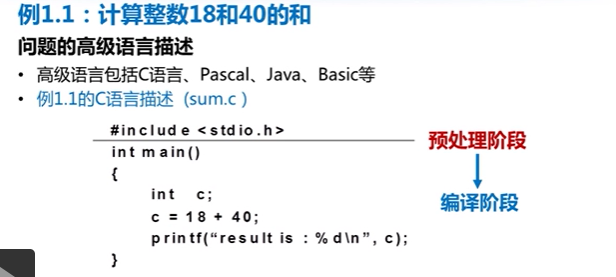 例1.1：计算整数18和40的和
问题的高级语言描述
• 高级语言包括C语言、Pascal、Java、Basic等
• 例1.1的C语言描述（sum.c ）
#include <stdio.h>
int main()
{
int c;
c = 18 + 40;
printf(“result is : %d\n”, c);
}
预处理阶段
编译阶段